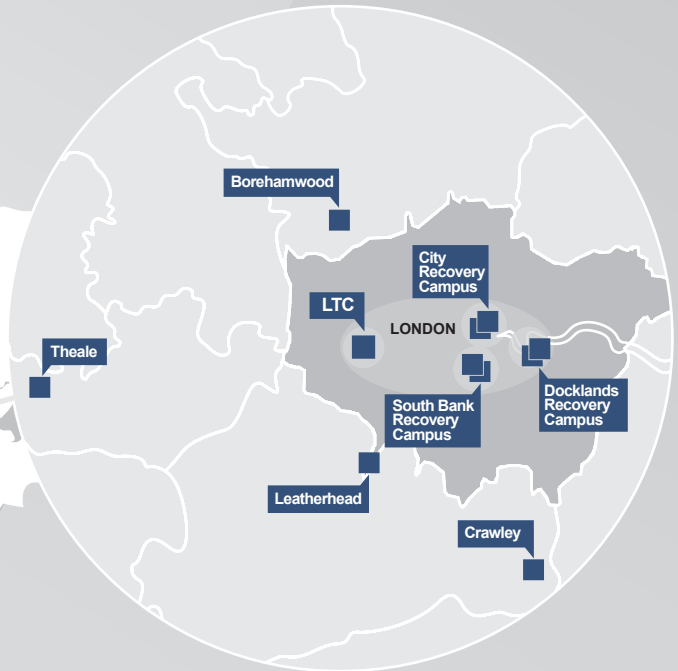 Borehamwood
City
Recovery
Campus
LTC
LONDON
Theale
South Bank
Recovery
Campus
Docklands
Recovery
Campus
Leatherhead
Crawley